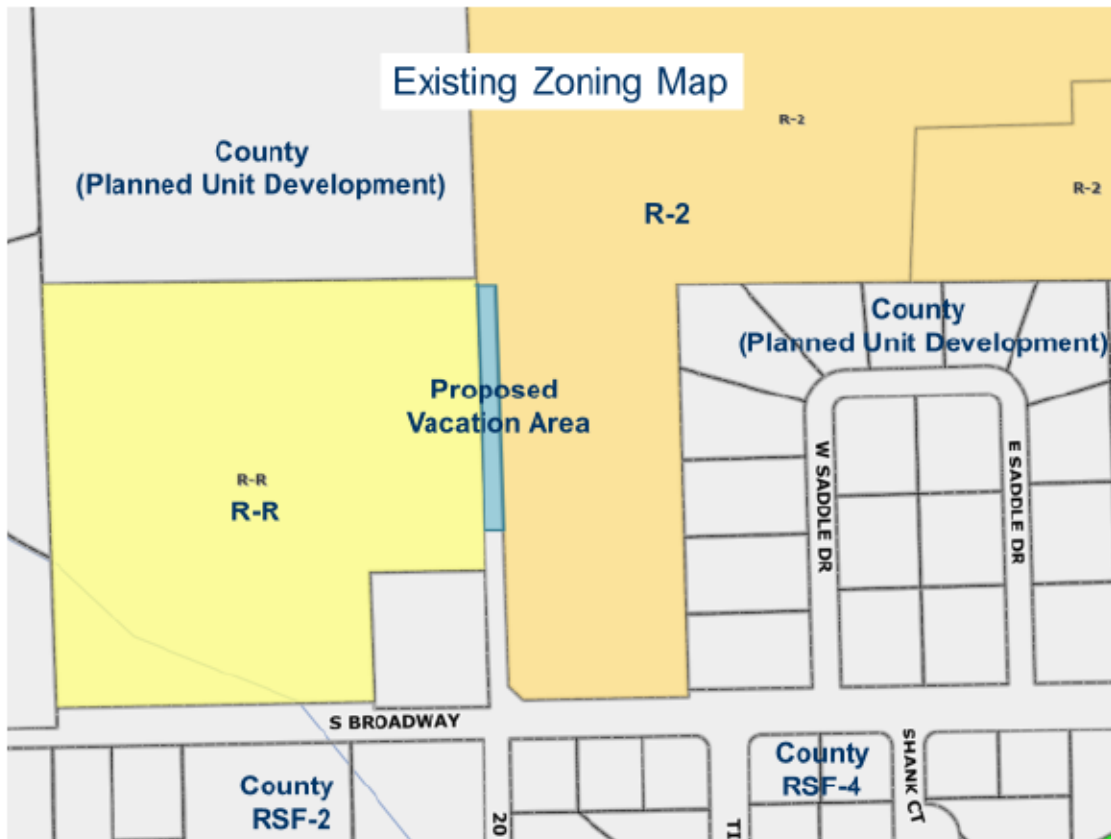 Existing Zoning Map
R-2
County
(Planned Unit Development)
R-2
R-2
County
(Planned Unit Development)
Proposed
Vacation Area
R-R
R-R
W SADDLE DR
E SADDLE DR
S BROADWAY
County
RSF-2
County
RSF-4
SHANK CT
20